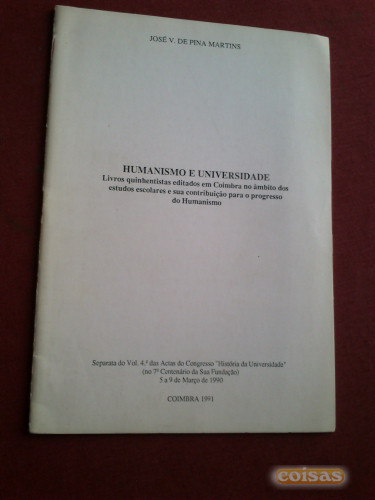 JOSÉ V. DE PINA MARTINS
HUMANISMO E UNIVERSIDADE
Livros quinhentistas editados em Coimbra no âmbito dos
estudos escolares e sua contribuição para o progresso
do Humanismo
Separata do Vol. 4.º das Actas do Congresso "História da Universidade"
(no 7º Centenário da Sua Fundação)
5 a 9 de Março de 1990
COIMBRA 1991
coisas